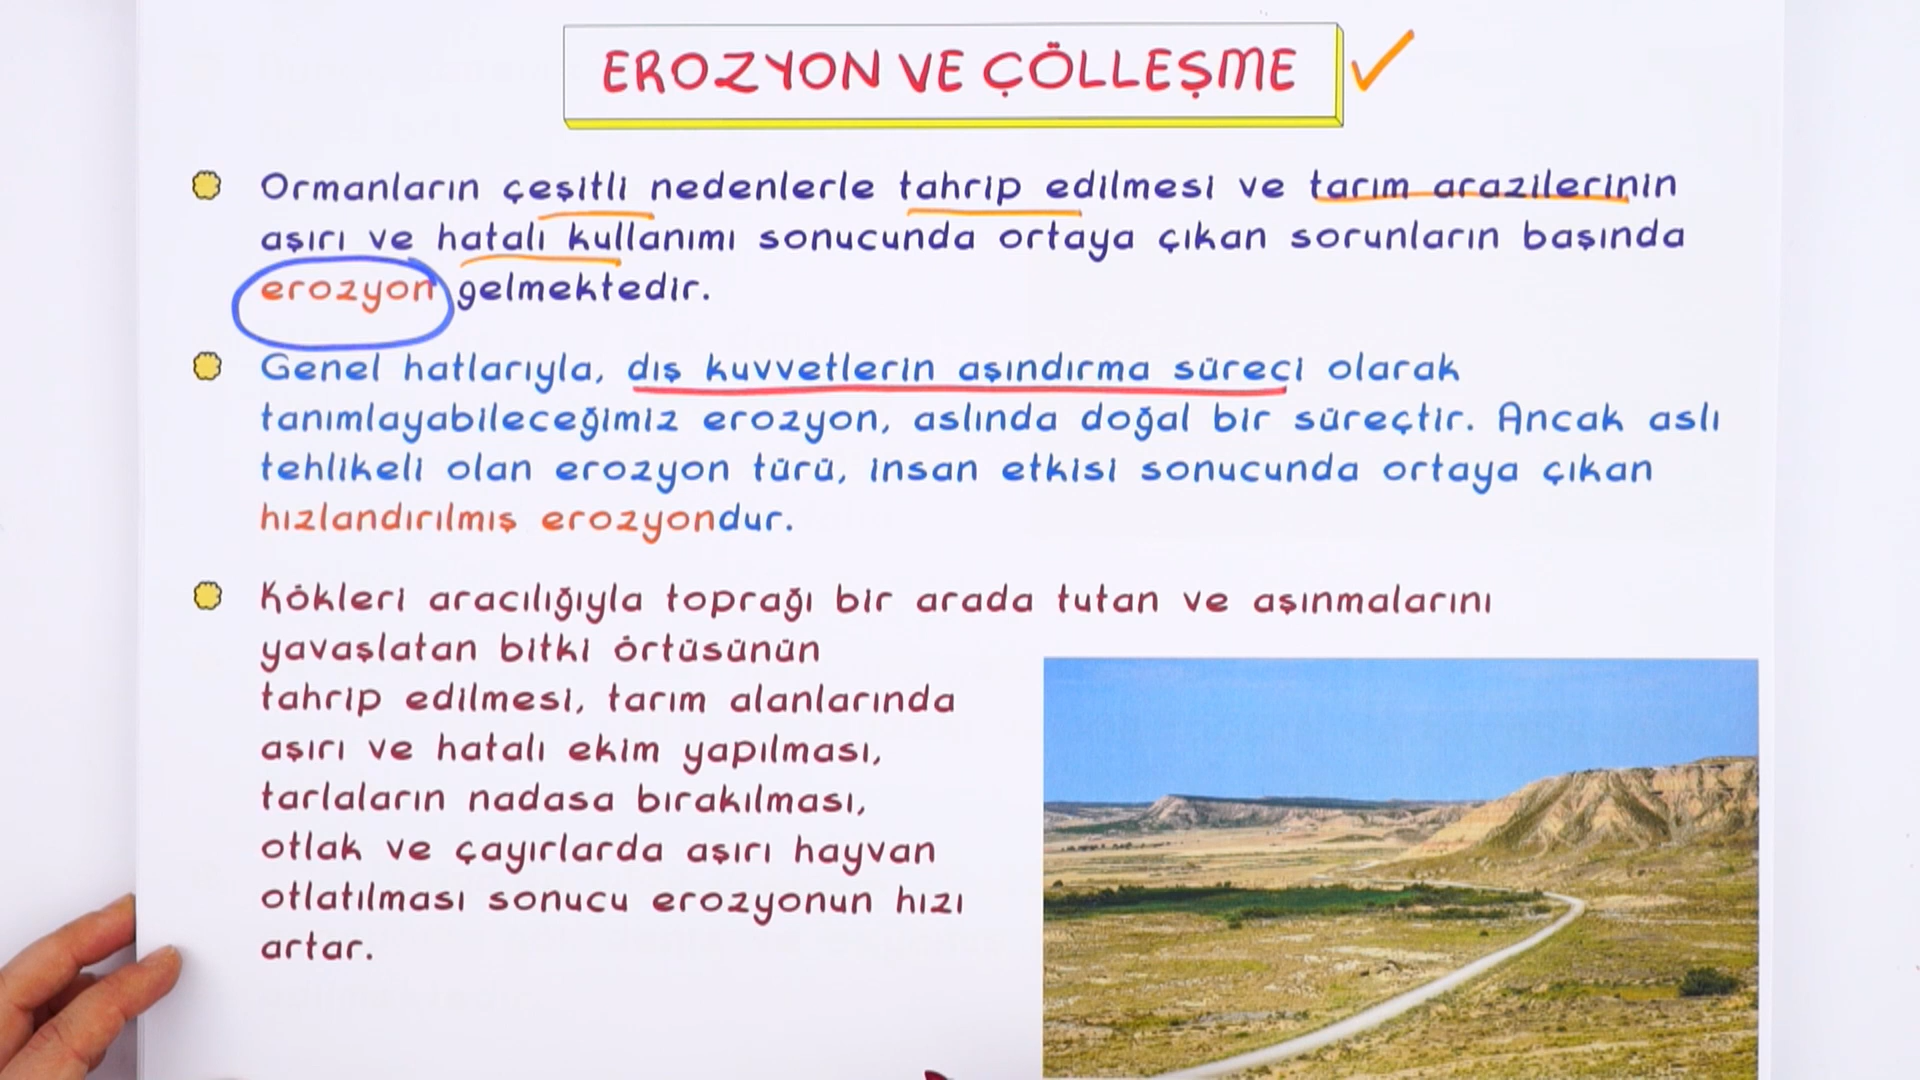 EROZYON VE ÇÖLLEŞME
Ormanların çeşitli nedenlerle tahrip edilmesi ve tarım arazilerinin
aşırı ve hatalı kullanımı sonucunda ortaya çıkan sorunların başında
erozyon gelmektedir.
Genel hatlarıyla, dış kuvvetlerin aşındırma süreci olarak
tanımlayabileceğimiz erozyon, aslında doğal bir süreçtir. Ancak aslı
tehlikeli olan erozyon türü, insan etkisi sonucunda ortaya çıkan
hızlandırılmış erozyondur.
Kökleri aracılığıyla toprağı bir arada tutan ve aşınmalarını
yavaşlatan bitki örtüsünün
tahrip edilmesi, tarım alanlarında
aşırı ve hatalı ekim yapılması,
tarlaların nadasa bırakılması,
otlak ve çayırlarda aşırı hayvan
otlatılması sonucu erozyonun hızı
artar.